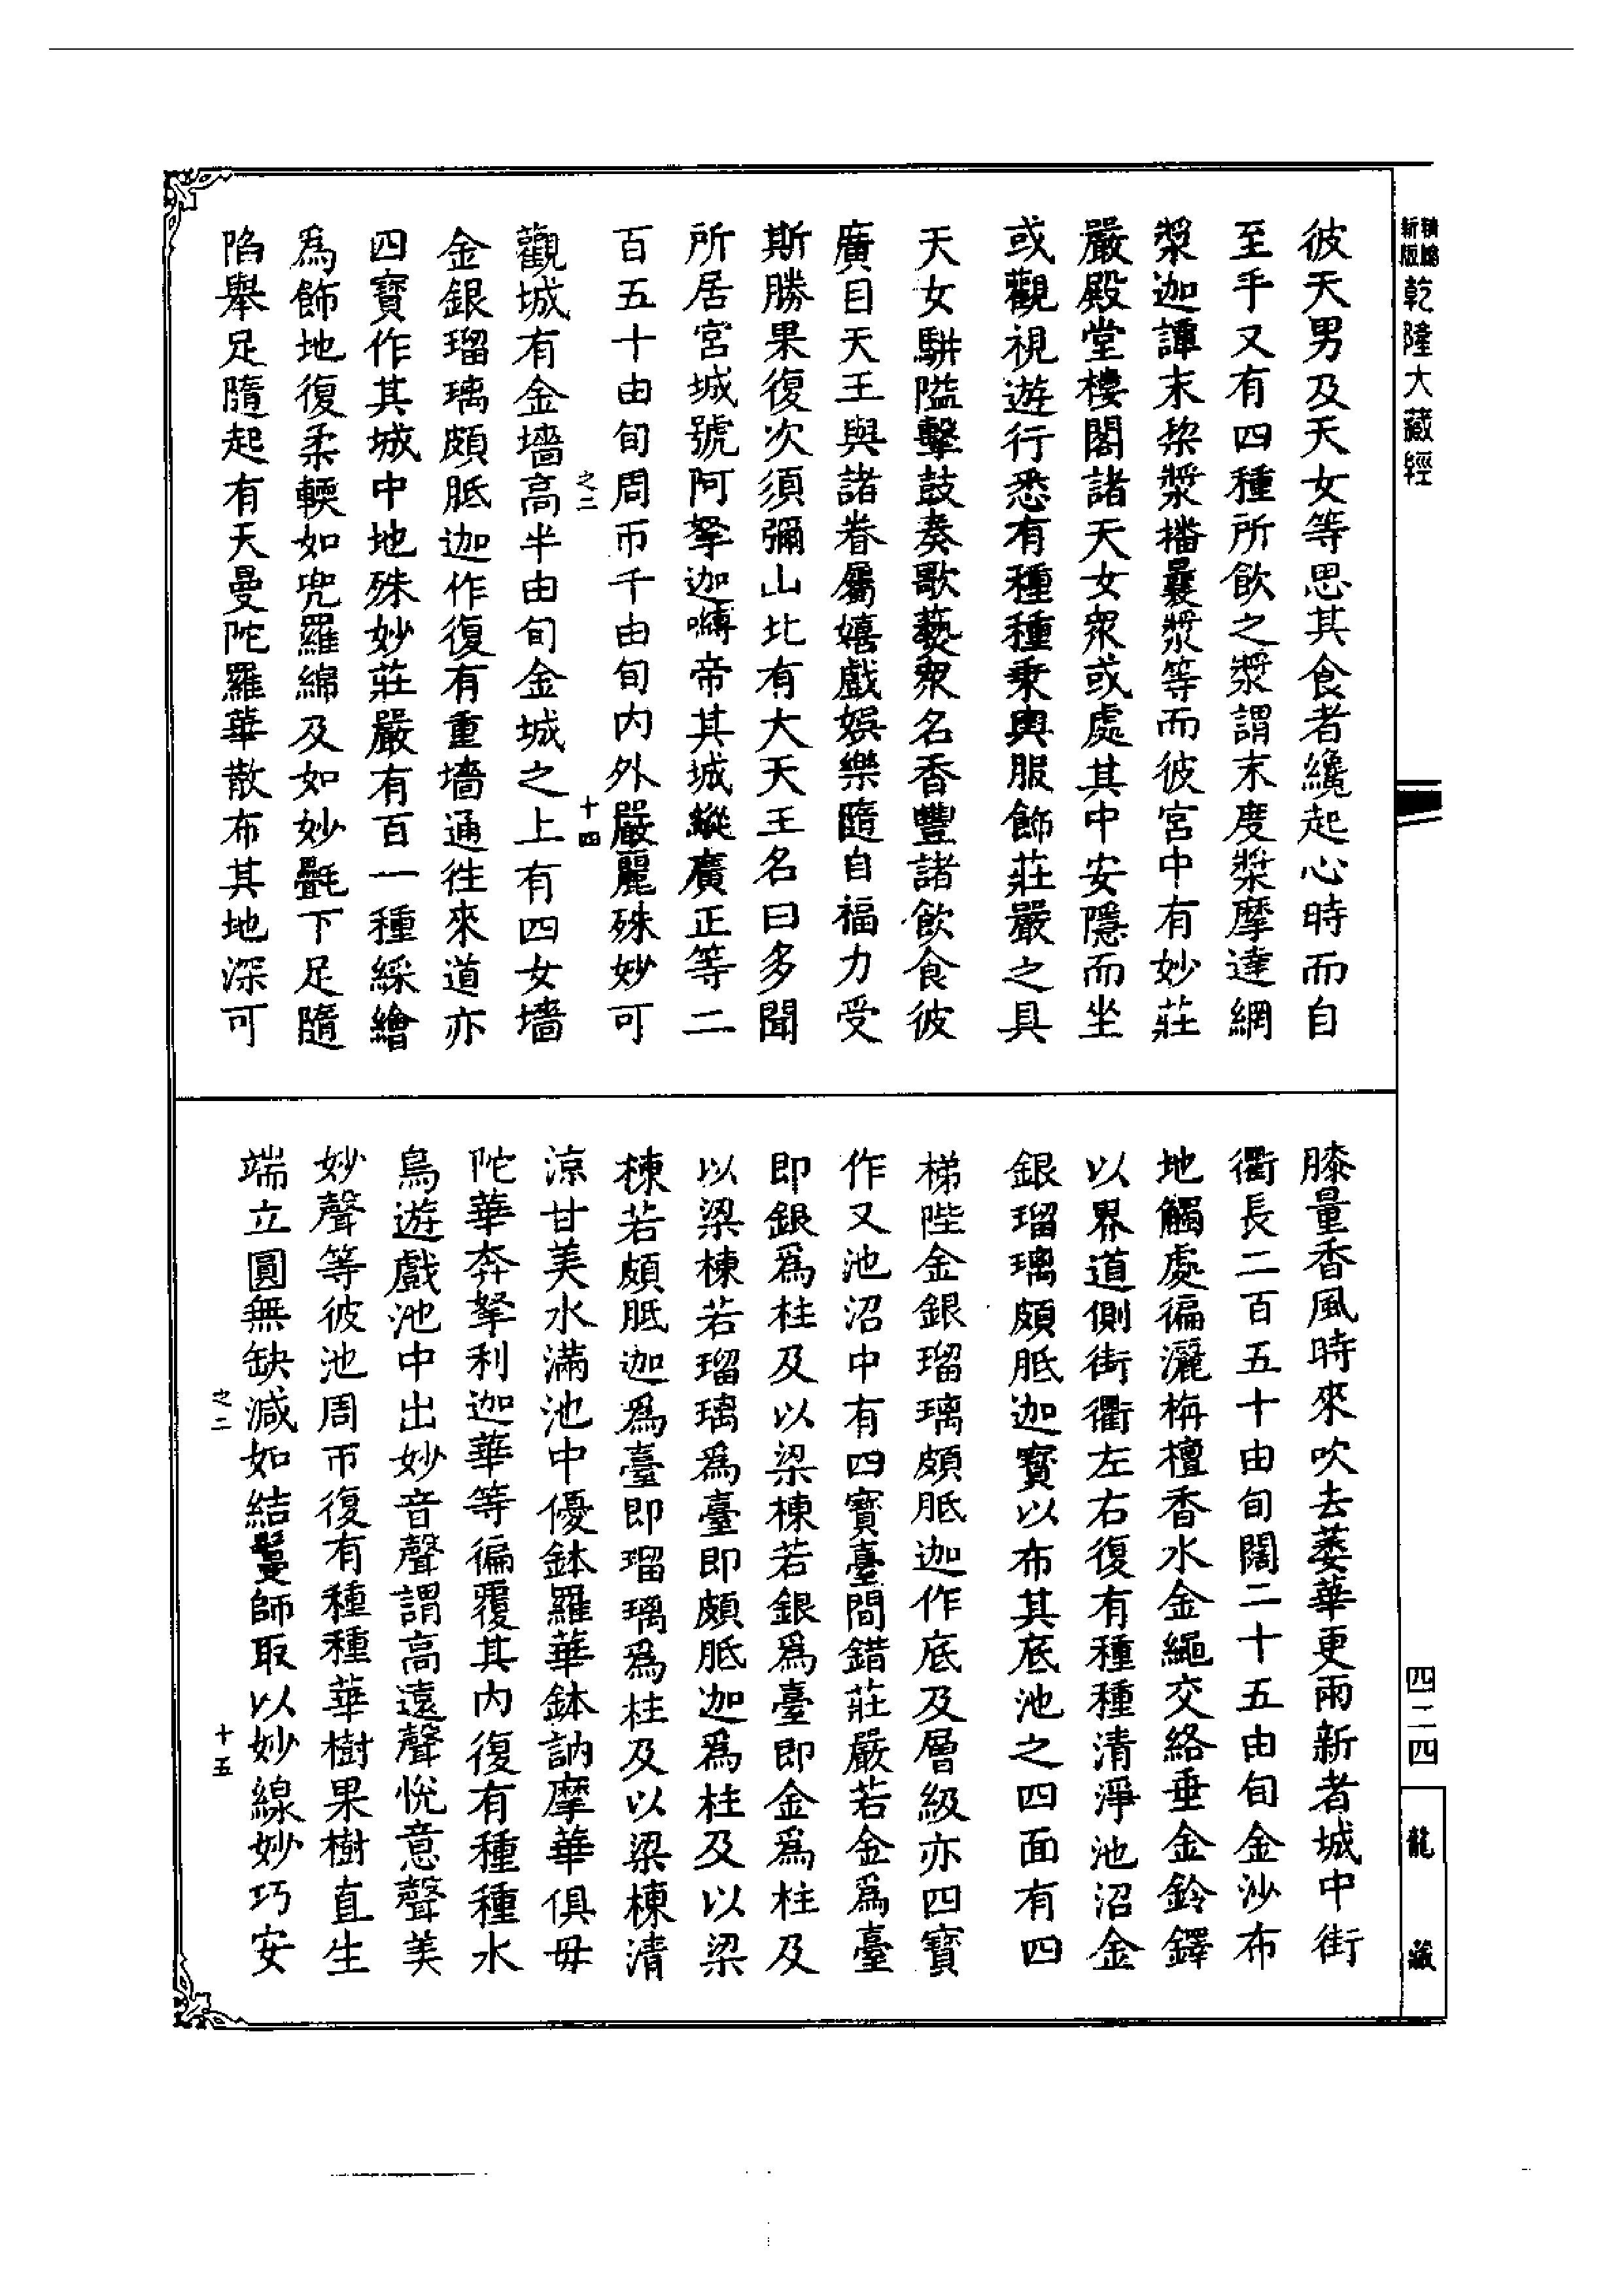 精縮新版
乾隆大藏經
彼天男及天女等思其食者纔起心時而自
至手又有四種所飲之漿謂末度漿摩達網
漿迦譚末棃漿播曩漿等而彼宮中有妙莊
嚴殿堂樓閣諸天女衆或處其中安隱而坐
或觀視遊行悉有種種乗輿服飾莊嚴之具
天女駢隘擊鼓奏歌藝衆名香豐諸飲食彼
廣目天王與諸眷屬嬉戲娛樂隨自福力受
斯勝果復次須彌山北有大天王名曰多聞
所居宮城號阿拏迦嚩帝其城縱廣正等二
百五十由旬周帀千由旬内外嚴麗殊妙可
之二 十四
觀城有金墻高半由旬金城之上有四女墻
金銀瑠璃頗胝迦作復有重墻通徃來道亦
四寶作其城中地殊妙莊嚴有百一種綵繪
爲飾地復柔輭如兜羅綿及如妙㲲下足隨
陷舉足隨起有天曼陀羅華散布其地深可
膝量香風時來吹去萎華更雨新者城中街
衢長二百五十由旬闊二十五由旬金沙布
地觸處徧灑栴檀香水金繩交絡垂金鈴鐸
以界道側街衢左右復有種種清淨池沼金
銀瑠璃頗胝迦寳以布其底池之四面有四
梯陛金銀瑠璃頗胝迦作底及層級亦四寶
作又池沼中有四寳臺間錯莊嚴若金爲臺
即銀爲柱及以梁棟若銀爲臺即金爲柱及
以梁棟若瑠璃爲臺即頗胝迦爲柱及以梁
棟若頗胝迦爲臺即瑠璃爲柱及以梁棟清
涼甘美水滿池中優鉢羅華鉢訥摩華俱毋
陀華奔拏利迦華等徧覆其内復有種種水
鳥遊戲池中出妙音聲謂高遠聲悅意聲美
妙聲等彼池周帀復有種種華樹果樹直生
端立圓無缺減如結鬘師取以妙線妙巧安
之二 十五
四二四
龍藏